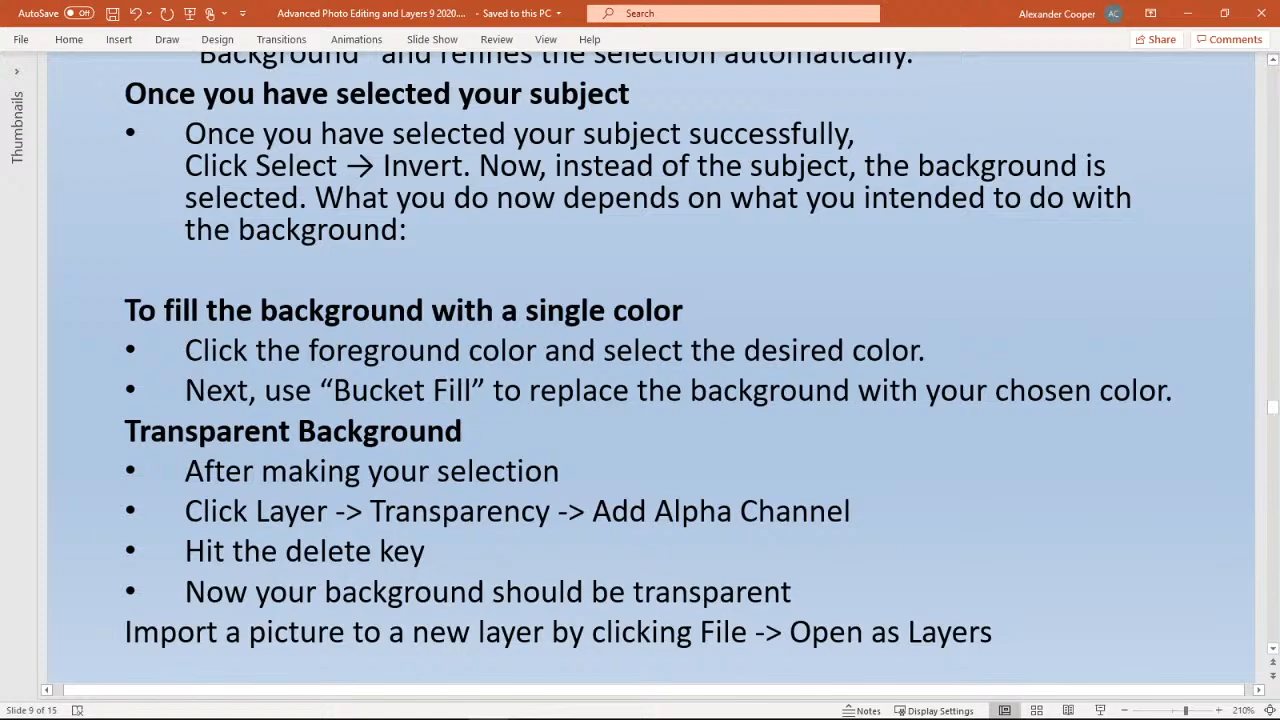 AutoSave Off Advanced Photo Editing and Layers 9 2020.... - Saved to this PC Search Alexander Cooper AC
File Home Insert Draw Design Transitions Animations Slide Show Review View Help Share Comments
Thumbnails
Background” and refines the selection automatically.
Once you have selected your subject
• Once you have selected your subject successfully,
Click Select → Invert. Now, instead of the subject, the background is
selected. What you do now depends on what you intended to do with
the background:
To fill the background with a single color
• Click the foreground color and select the desired color.
• Next, use “Bucket Fill” to replace the background with your chosen color.
Transparent Background
• After making your selection
• Click Layer -> Transparency -> Add Alpha Channel
• Hit the delete key
• Now your background should be transparent
Import a picture to a new layer by clicking File -> Open as Layers
Slide 9 of 15 Notes Display Settings 210%